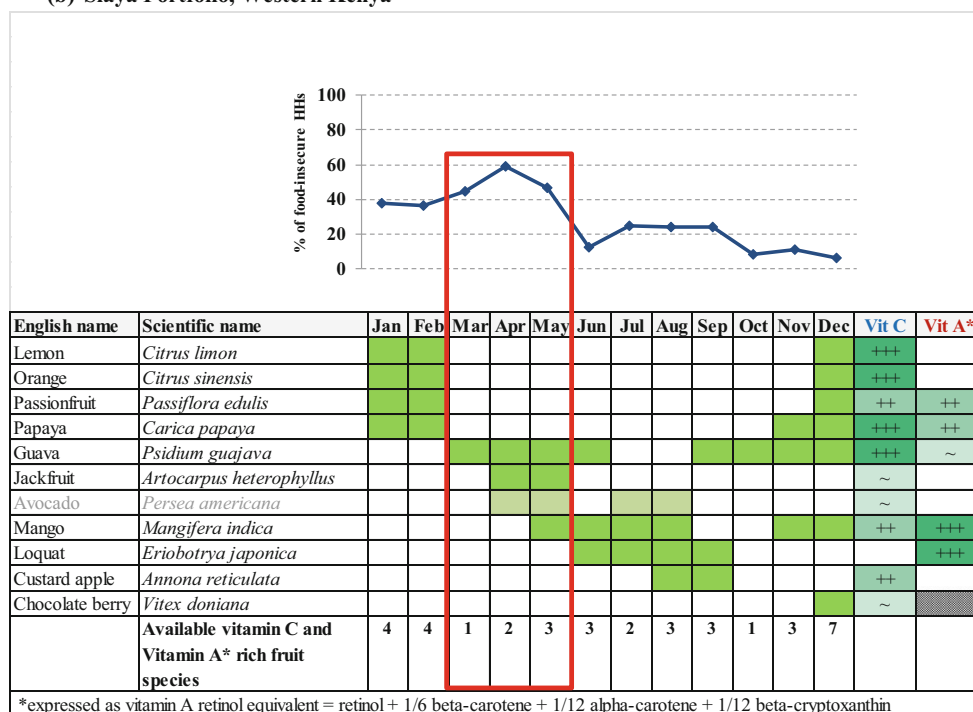 (b) Siaya Portfolio, Western Kenya
% of food-insecure HHs
100
80
60
40
20
0
English name Scientific name Jan Feb Mar Apr May Jun Jul Aug Sep Oct Nov Dec Vit C Vit A*
Lemon Citrus limon +++
Orange Citrus sinensis +++
Passionfruit Passiflora edulis ++ ++
Papaya Carica papaya +++ ++
Guava Psidium guajava +++ ~
Jackfruit Artocarpus heterophyllus ~
Avocado Persea americana ~
Mango Mangifera indica ++ +++
Loquat Eriobotrya japonica +++
Custard apple Annona reticulata ++
Chocolate berry Vitex doniana ~
Available vitamin C and 4 4 1 2 3 3 2 3 3 1 3 7
Vitamin A* rich fruit
species
*expressed as vitamin A retinol equivalent = retinol + 1/6 beta-carotene + 1/12 alpha-carotene + 1/12 beta-cryptoxanthin